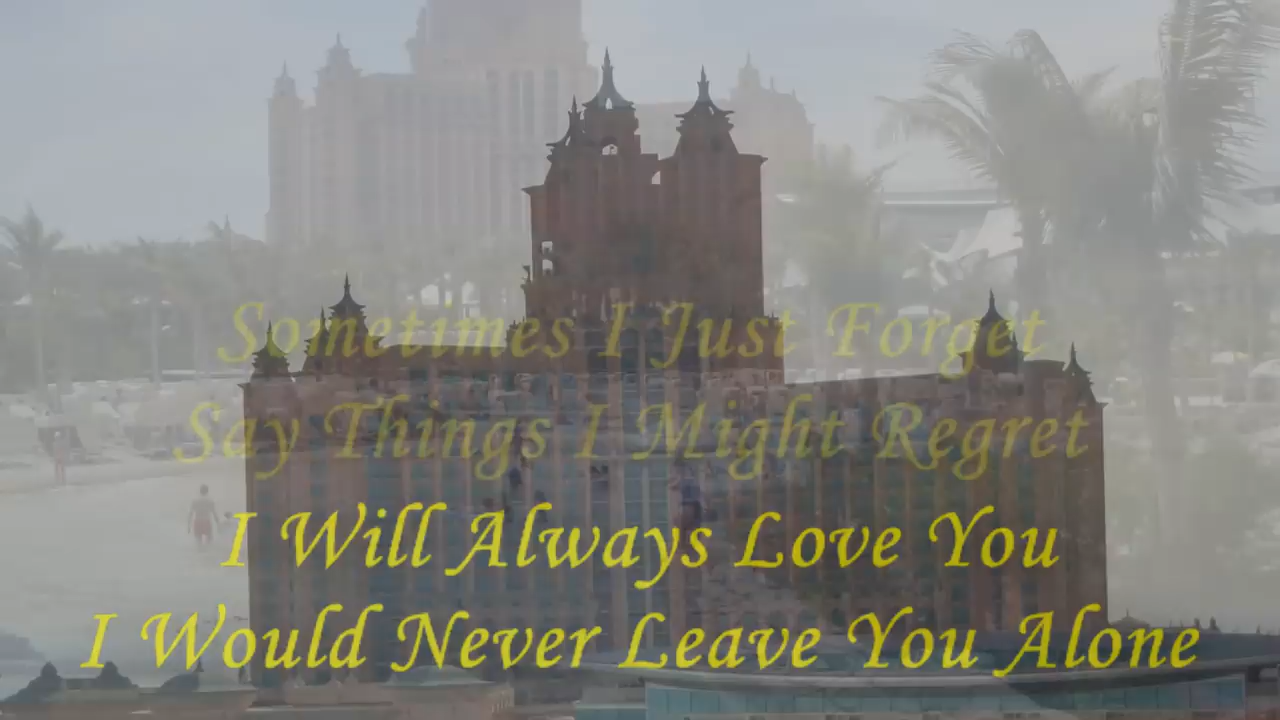 Sometimes I Just Forget
Say Things I Might Regret
I Will Always Love You
I Would Never Leave You Alone